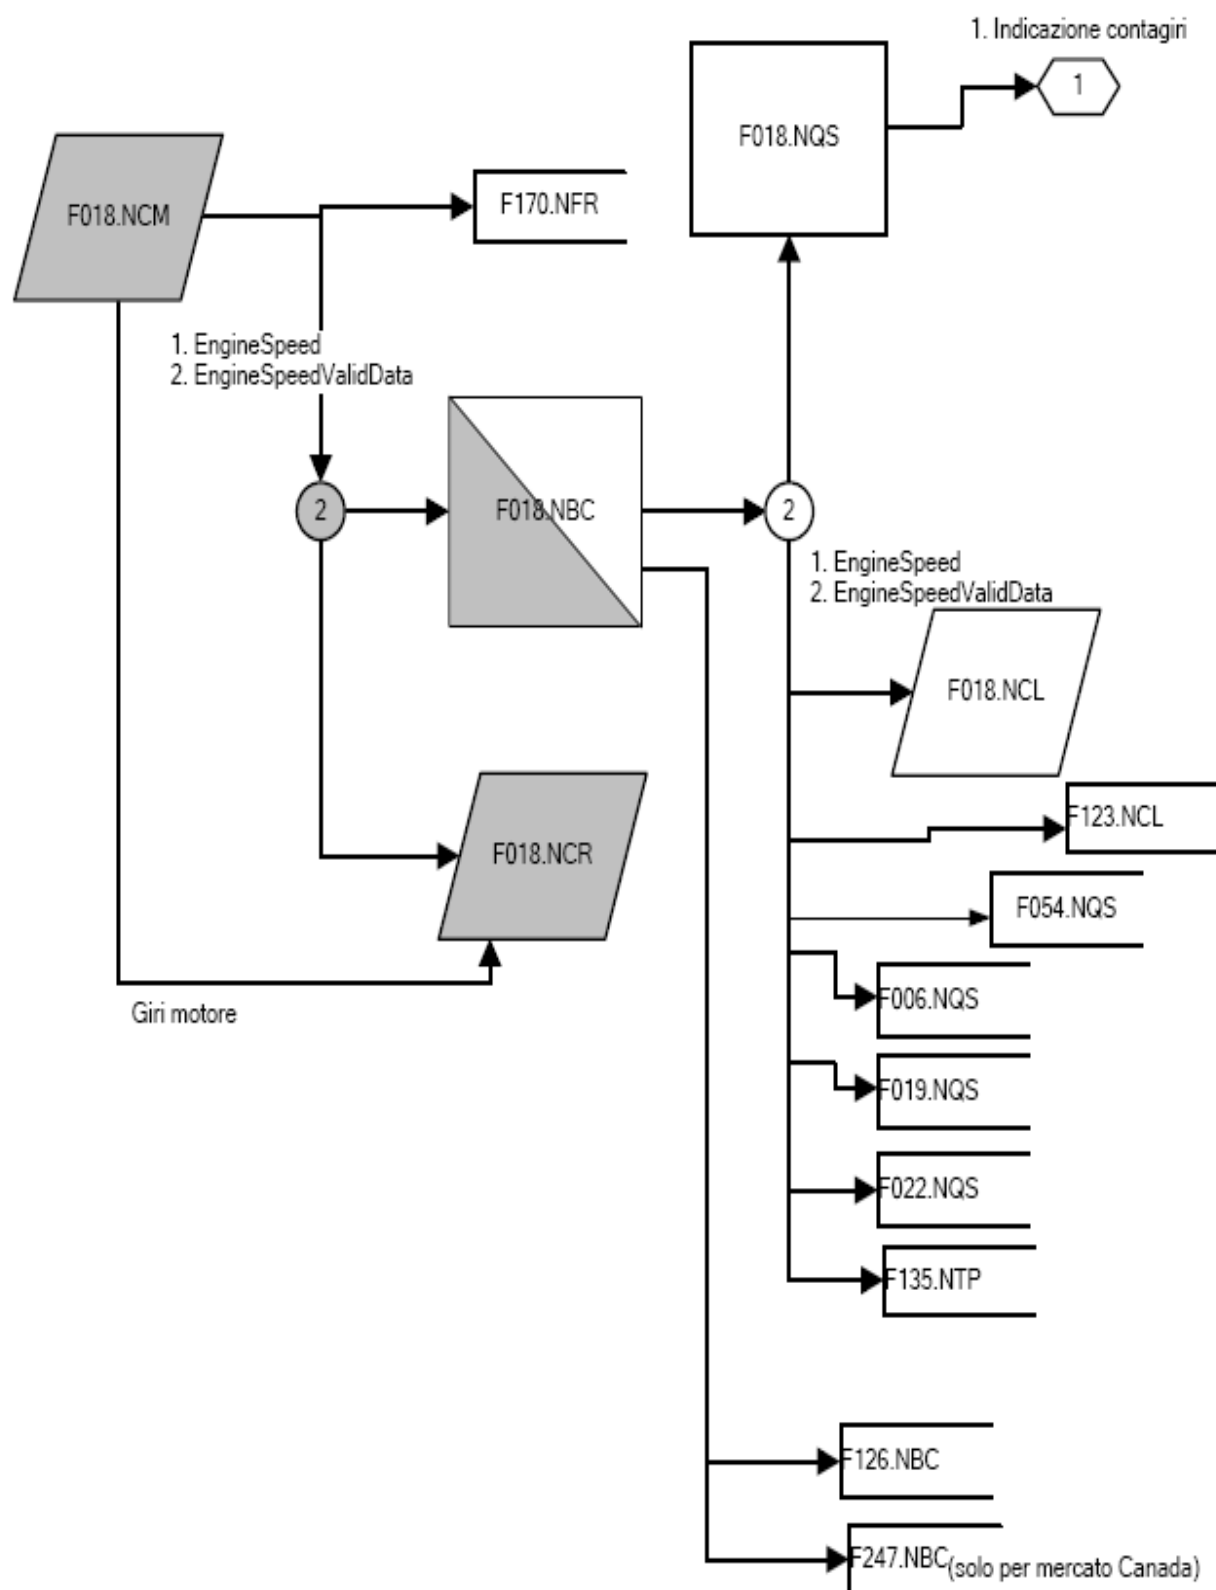 1. Indicazione contagiri
1
F018.NQS
F018.NCM
F170.NFR
1. EngineSpeed
2. EngineSpeedValidData
2
F018.NBC
2
1. EngineSpeed
2. EngineSpeedValidData
F018.NCL
F123.NCL
F018.NCR
F054.NQS
F006.NQS
Giri motore
F019.NQS
F022.NQS
F135.NTP
F126.NBC
F247.NBC (solo per mercato Canada)